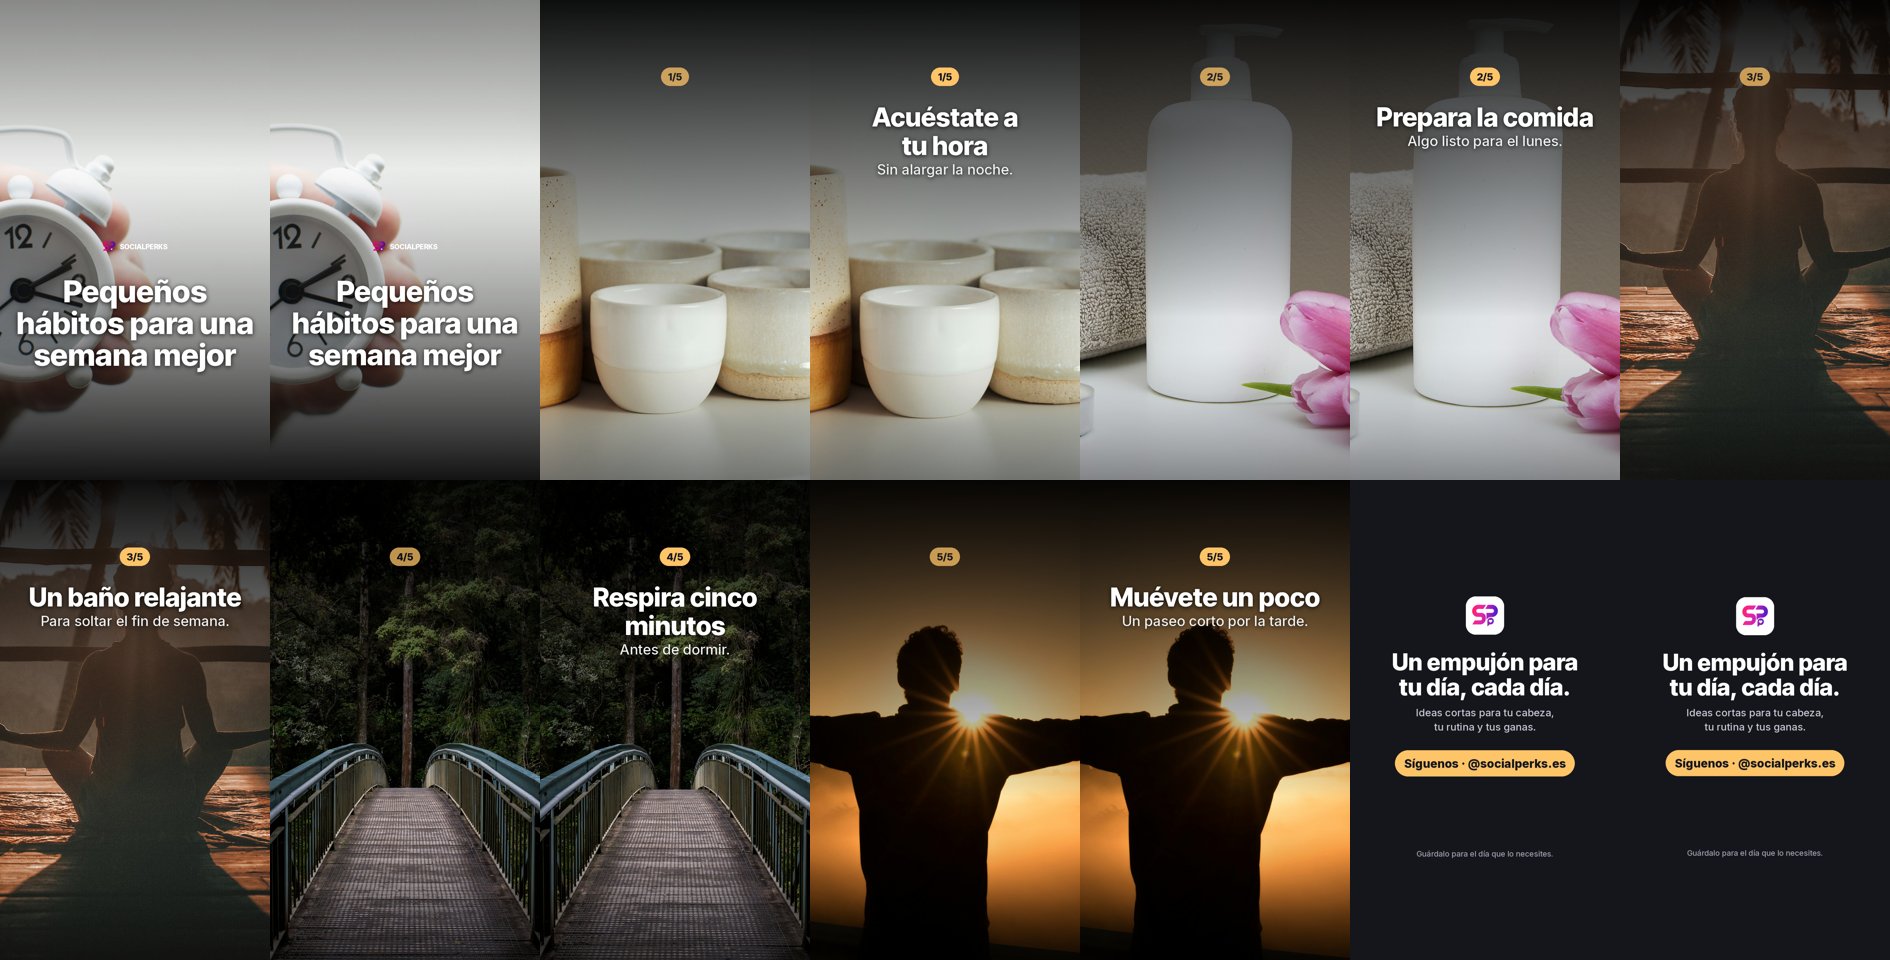 SOCIALPERKS
Pequeños
hábitos para una
semana mejor
12
6
SOCIALPERKS
Pequeños
hábitos para una
semana mejor
12
6
1/5
1/5
Acuéstate a
tu hora
Sin alargar la noche.
2/5
2/5
Prepara la comida
Algo listo para el lunes.
3/5
3/5
Un baño relajante
Para soltar el fin de semana.
4/5
4/5
Respira cinco
minutos
Antes de dormir.
5/5
5/5
Muévete un poco
Un paseo corto por la tarde.
SPP
Un empujón para
tu día, cada día.
Ideas cortas para tu cabeza,
tu rutina y tus ganas.
Síguenos · @socialperks.es
Guárdalo para el día que lo necesites.
SPP
Un empujón para
tu día, cada día.
Ideas cortas para tu cabeza,
tu rutina y tus ganas.
Síguenos · @socialperks.es
Guárdalo para el día que lo necesites.